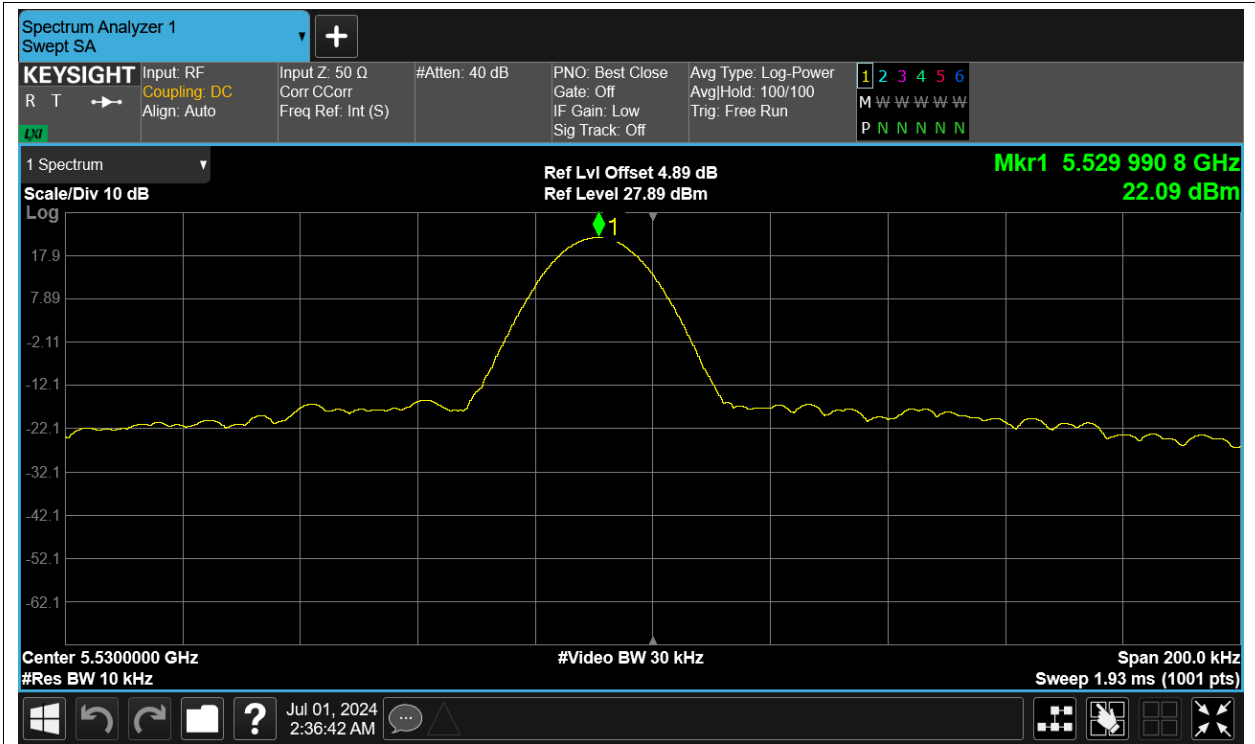 Spectrum Analyzer 1
Swept SA
KEYSIGHT
R T
LXI
Input: RF
Coupling: DC
Align: Auto
Input Z: 50 Ω
Corr CCorr
Freq Ref: Int (S)
#Atten: 40 dB
PNO: Best Close
Gate: Off
IF Gain: Low
Sig Track: Off
Avg Type: Log-Power
Avg|Hold: 100/100
Trig: Free Run
1 2 3 4 5 6
M W W W W W W
P N N N N N
1 Spectrum
Scale/Div 10 dB
Log
Ref Lvl Offset 4.89 dB
Ref Level 27.89 dBm
Mkr1 5.529 990 8 GHz
22.09 dBm
1
17.9
7.89
-2.11
-12.1
-22.1
-32.1
-42.1
-52.1
-62.1
Center 5.5300000 GHz
#Res BW 10 kHz
#Video BW 30 kHz
Span 200.0 kHz
Sweep 1.93 ms (1001 pts)
?
Jul 01, 2024
2:36:42 AM